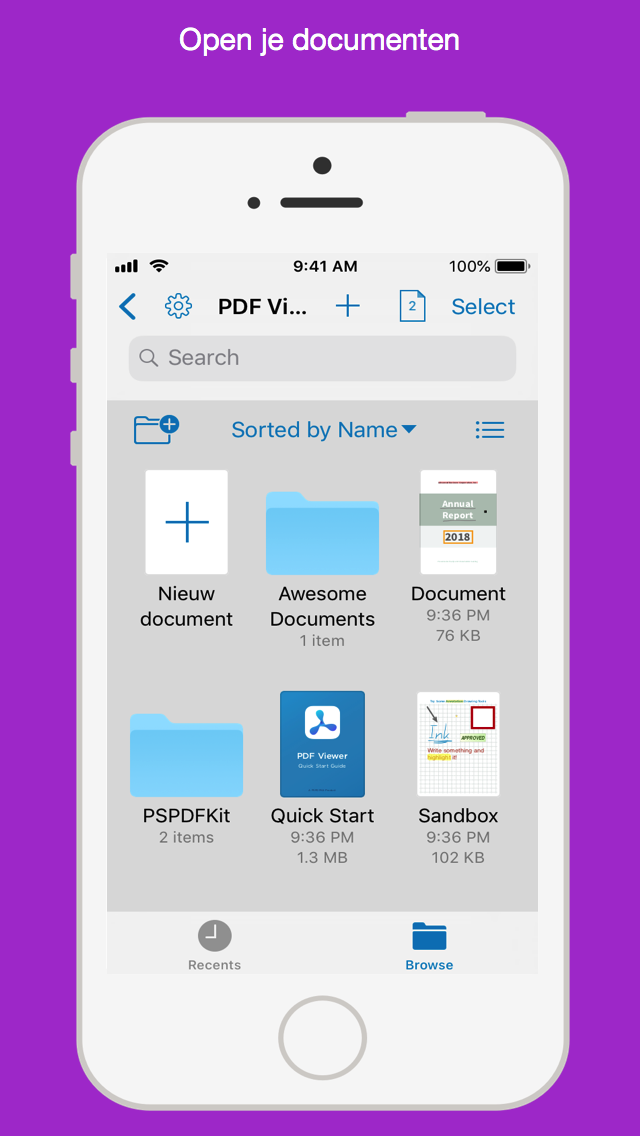 Open je documenten
9:41 AM
100%
PDF Vi...
2
Select
Search
Sorted by Name
Annual
Report
2018
Nieuw
document
Awesome
Documents
1 item
Document
9:36 PM
76 KB
PDF Viewer
Quick Start Guide
Ink
APPROVED
Write something and
highlight it!
PSPDFKit
2 items
Quick Start
9:36 PM
1.3 MB
Sandbox
9:36 PM
102 KB
Recents
Browse